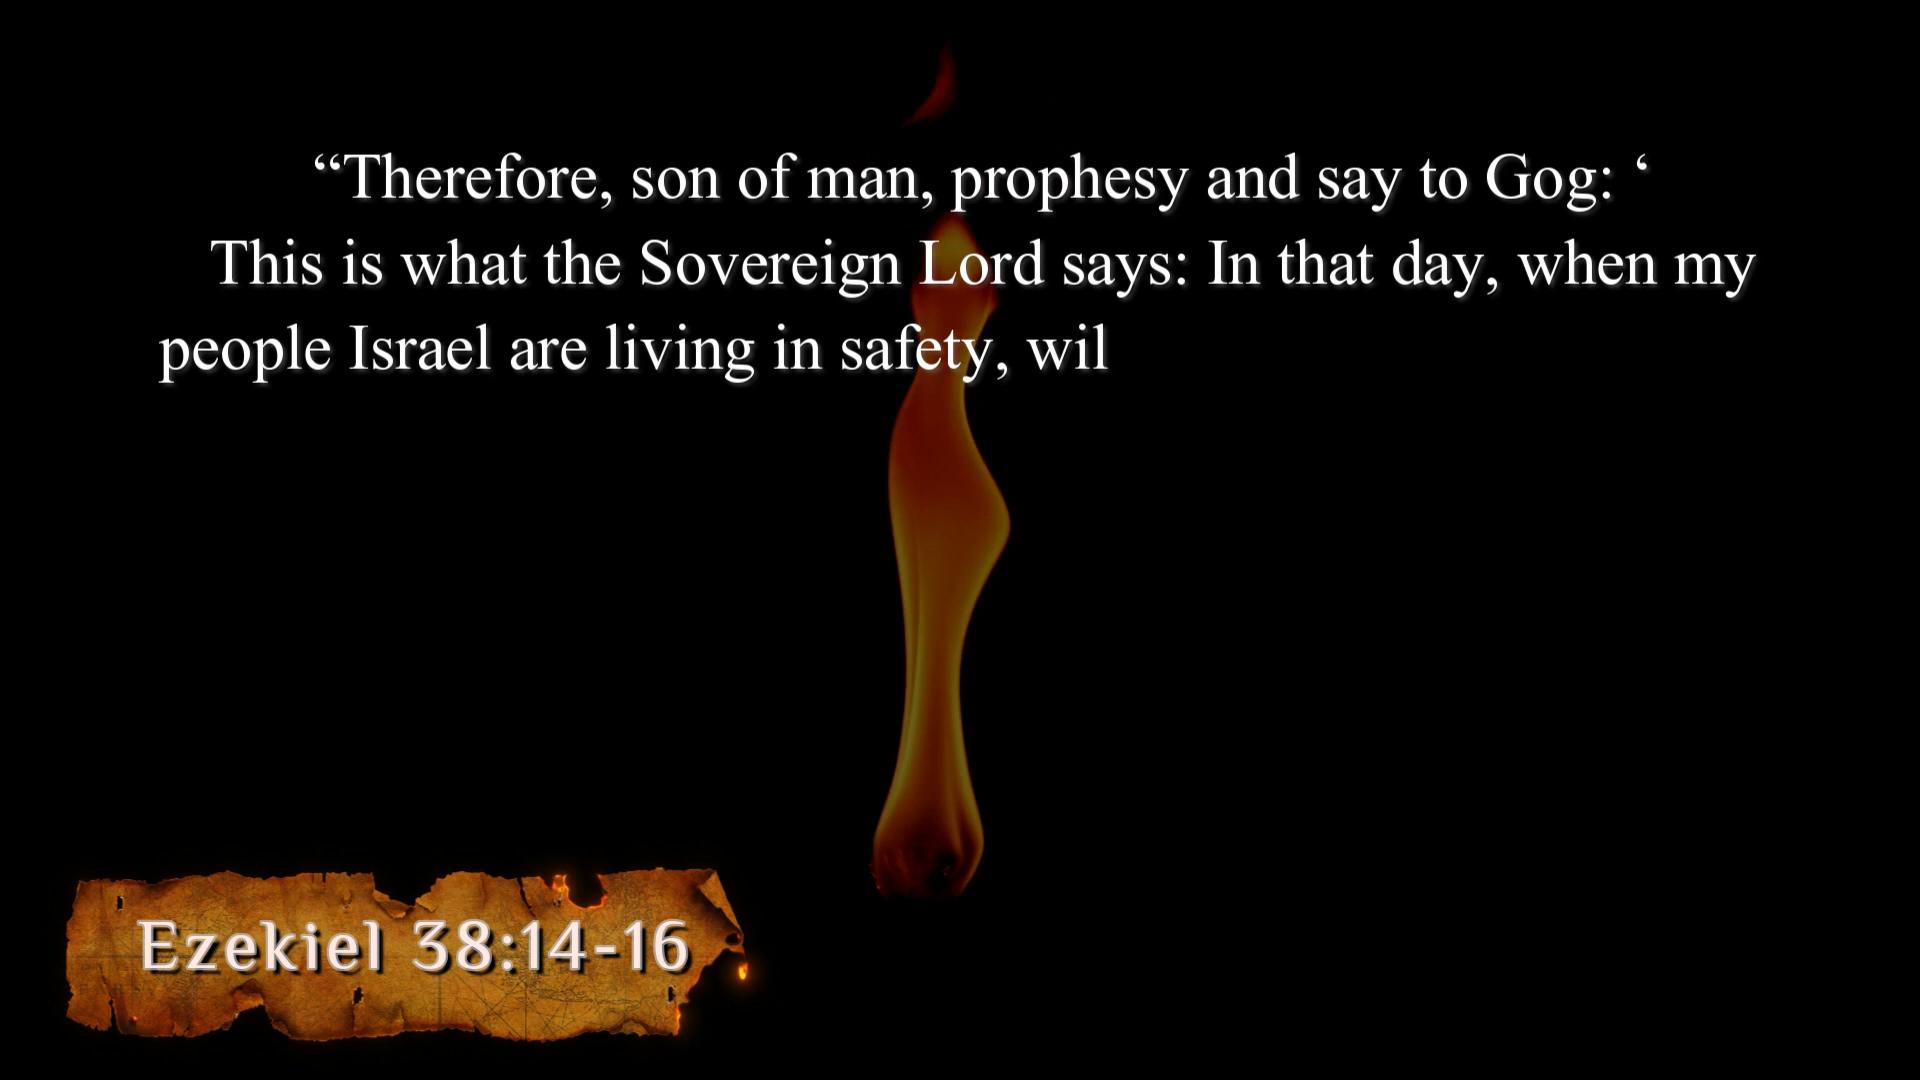 “Therefore, son of man, prophesy and say to Gog: ‘
This is what the Sovereign Lord says: In that day, when my
people Israel are living in safety, wil
Ezekiel 38:14-16